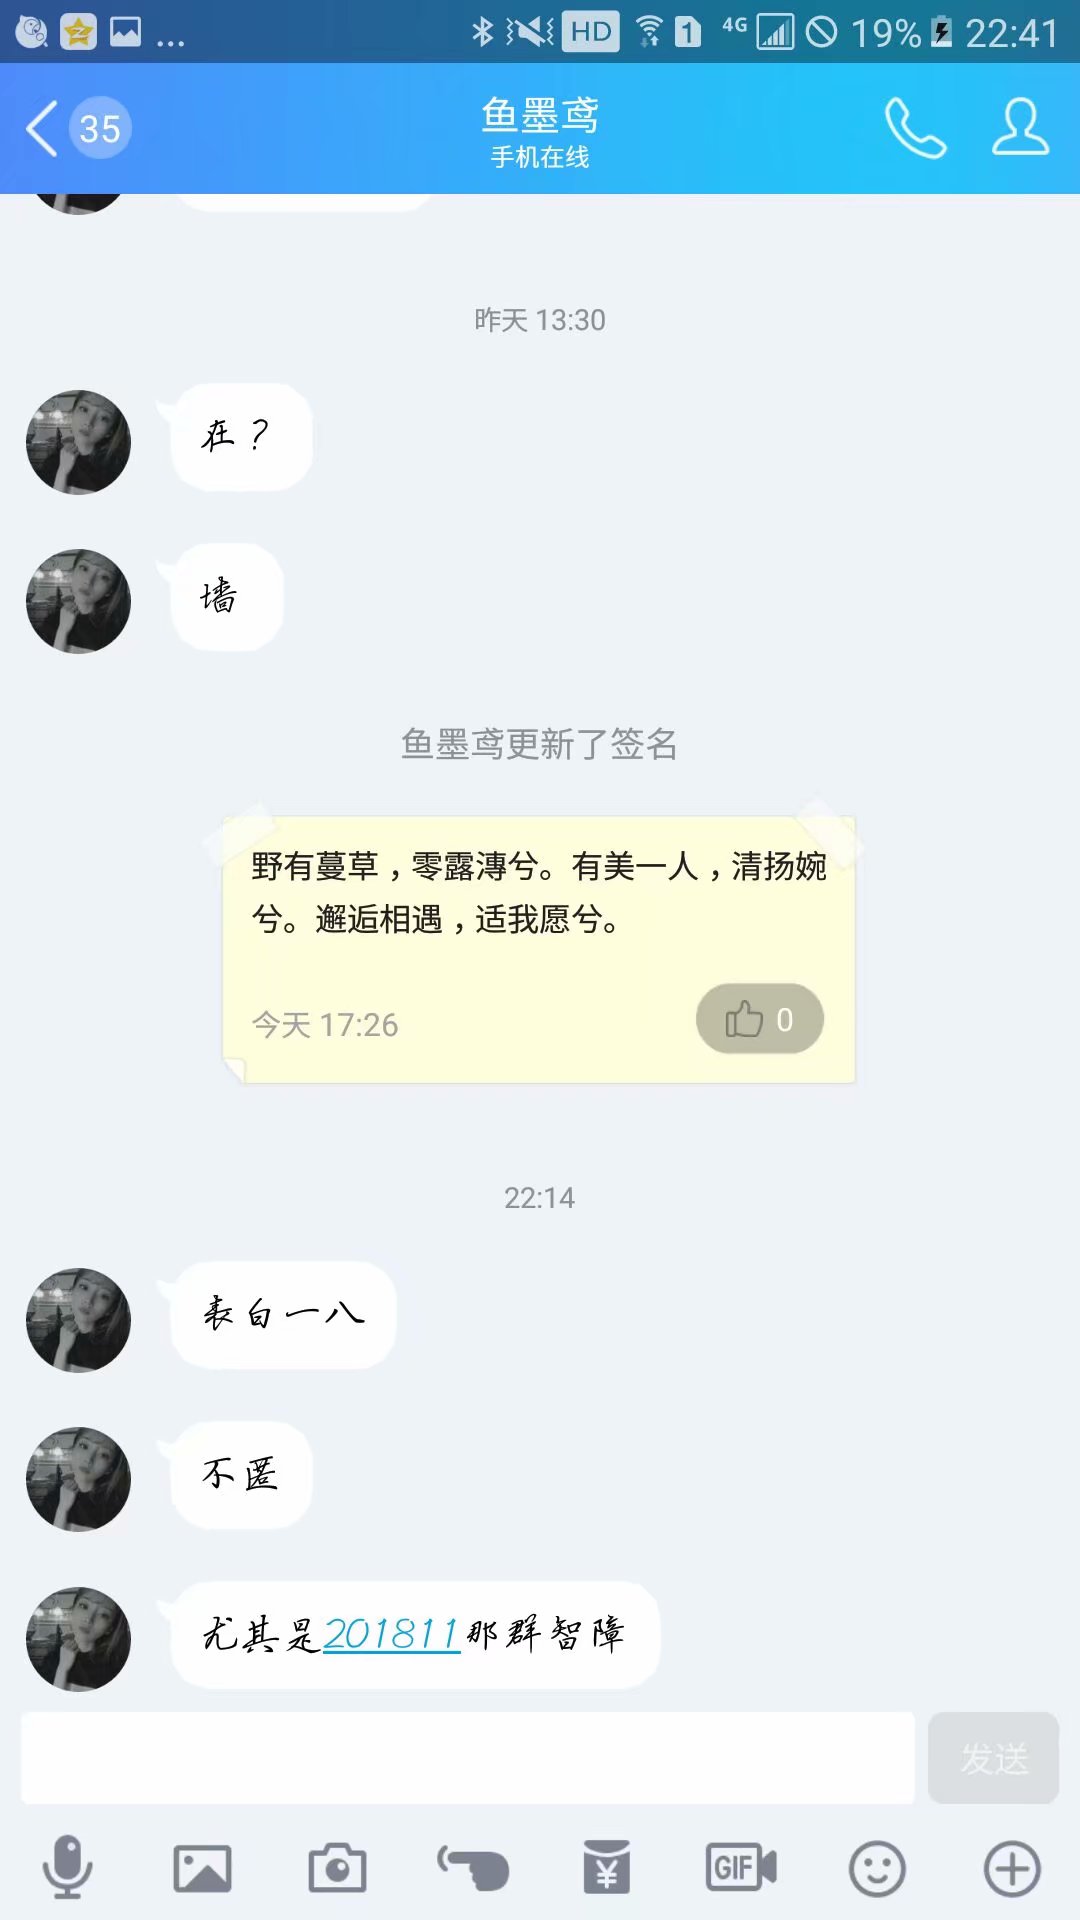 ... HD 1 4G 19% 22:41
35
鱼墨鸢
手机在线
昨天 13:30
在？
墙
鱼墨鸢更新了签名
野有蔓草，零露漙兮。有美一人，清扬婉
兮。邂逅相遇，适我愿兮。
今天 17:26
0
22:14
表白一八
不匿
尤其是201811那群智障
发送
GIF